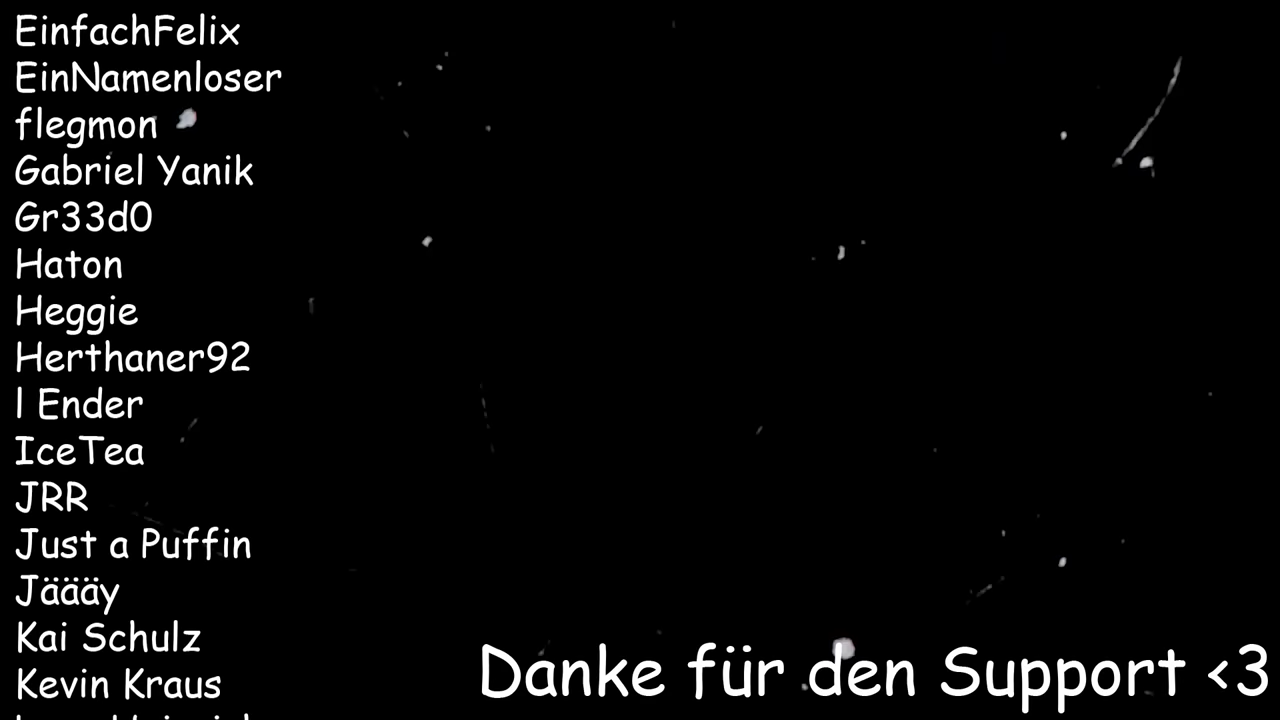 EinfachFelix
EinNamenloser
flegmon
Gabriel Yanik
Gr33d0
Haton
Heggie
Herthaner92
l Ender
IceTea
JRR
Just a Puffin
Jäääy
Kai Schulz
Kevin Kraus
Danke für den Support <3